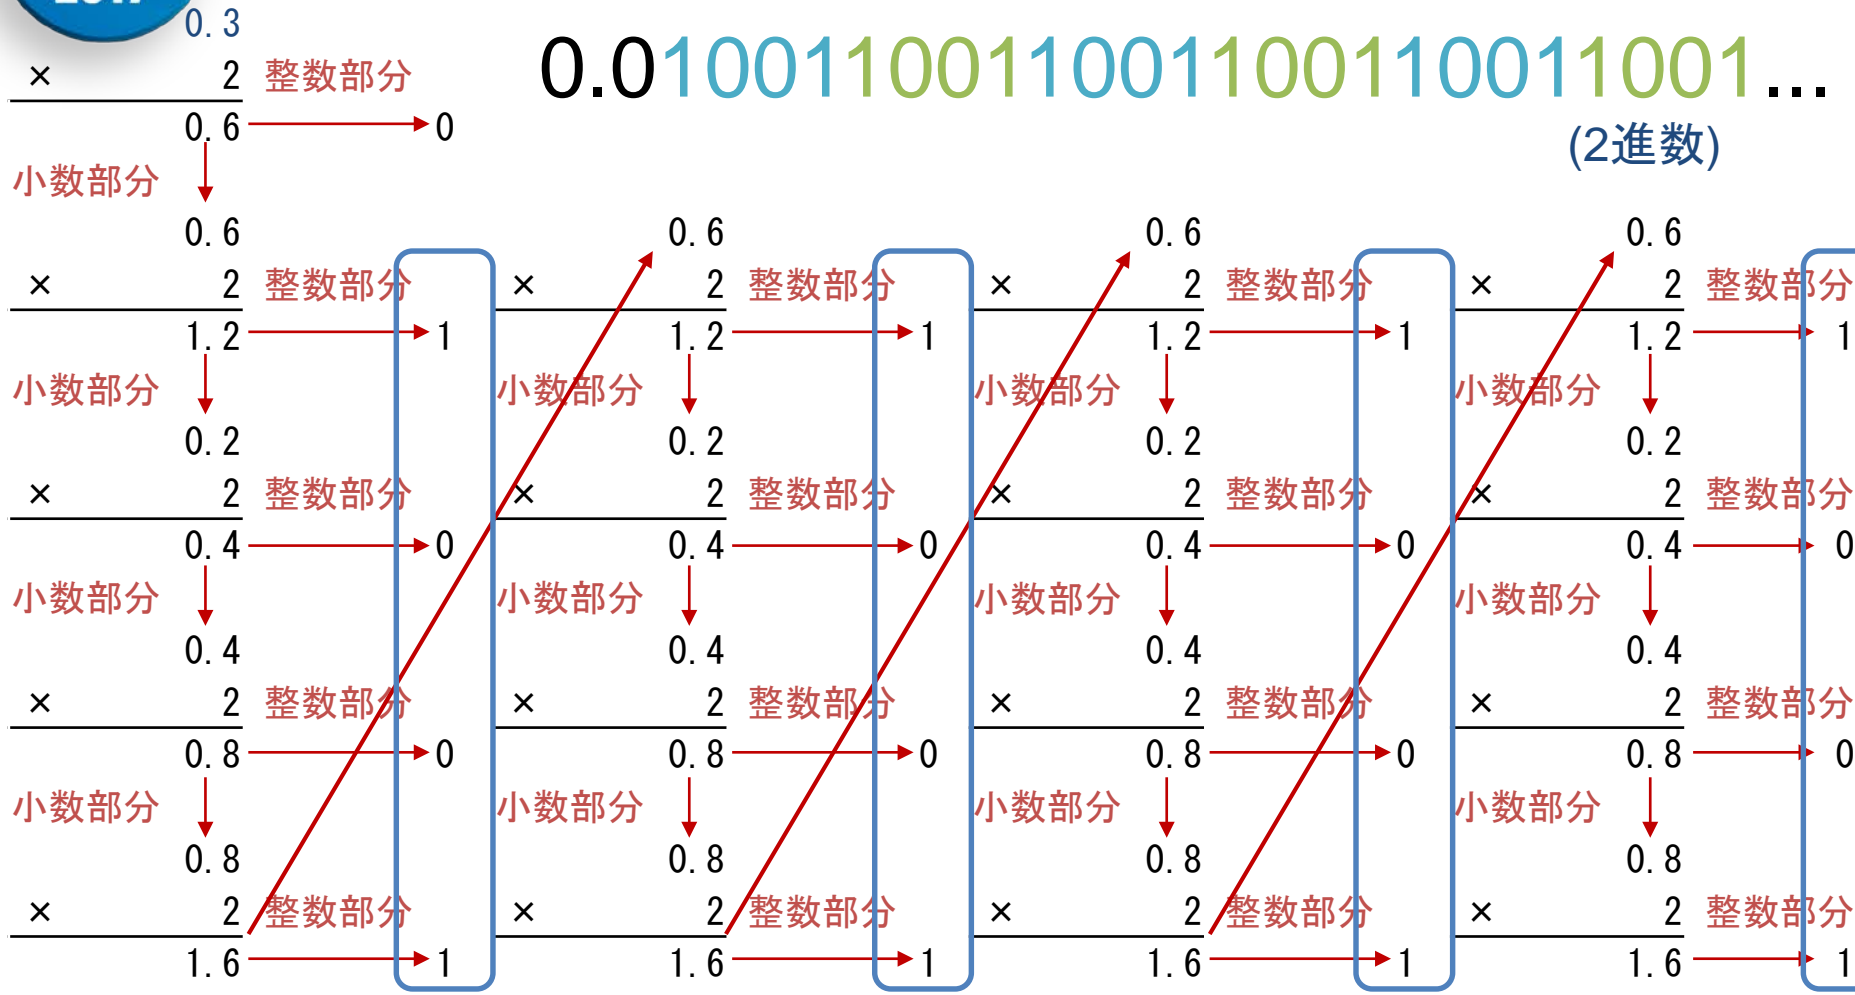 2017
0.3
× 2 整数部分
0.6 0
小数部分
0.0100110011001100110011001...
(2進数)
0.6 0.6 0.6 0.6
× 2 整数部分 × 2 整数部分 × 2 整数部分 × 2 整数部分
1.2 1 1.2 1 1.2 1 1.2 1
小数部分 小数部分 小数部分 小数部分
0.2 0.2 0.2 0.2
× 2 整数部分 × 2 整数部分 × 2 整数部分 × 2 整数部分
0.4 0 0.4 0 0.4 0 0.4 0
小数部分 小数部分 小数部分 小数部分
0.4 0.4 0.4 0.4
× 2 整数部分 × 2 整数部分 × 2 整数部分 × 2 整数部分
0.8 0 0.8 0 0.8 0 0.8 0
小数部分 小数部分 小数部分 小数部分
0.8 0.8 0.8 0.8
× 2 整数部分 × 2 整数部分 × 2 整数部分 × 2 整数部分
1.6 1 1.6 1 1.6 1 1.6 1